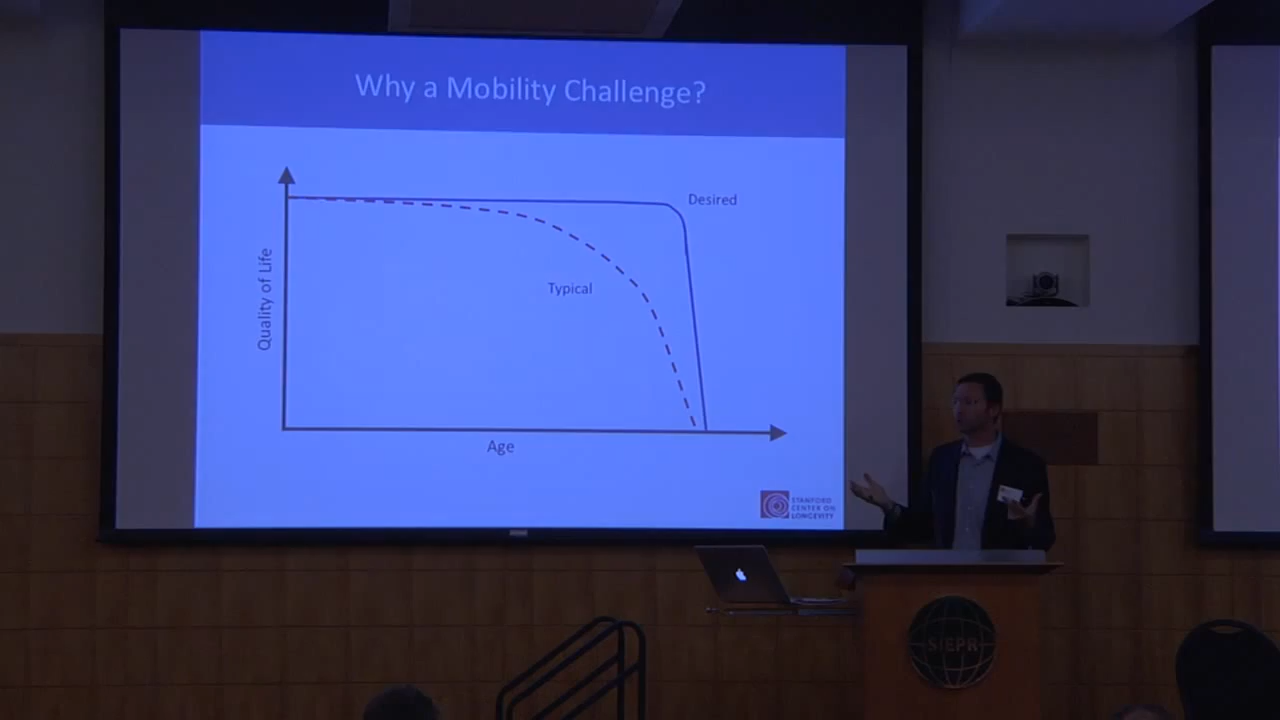 Why a Mobility Challenge?
Desired
Typical
Quality of Life
Age
STANFORD
CENTER ON
LONGEVITY
SIEPR